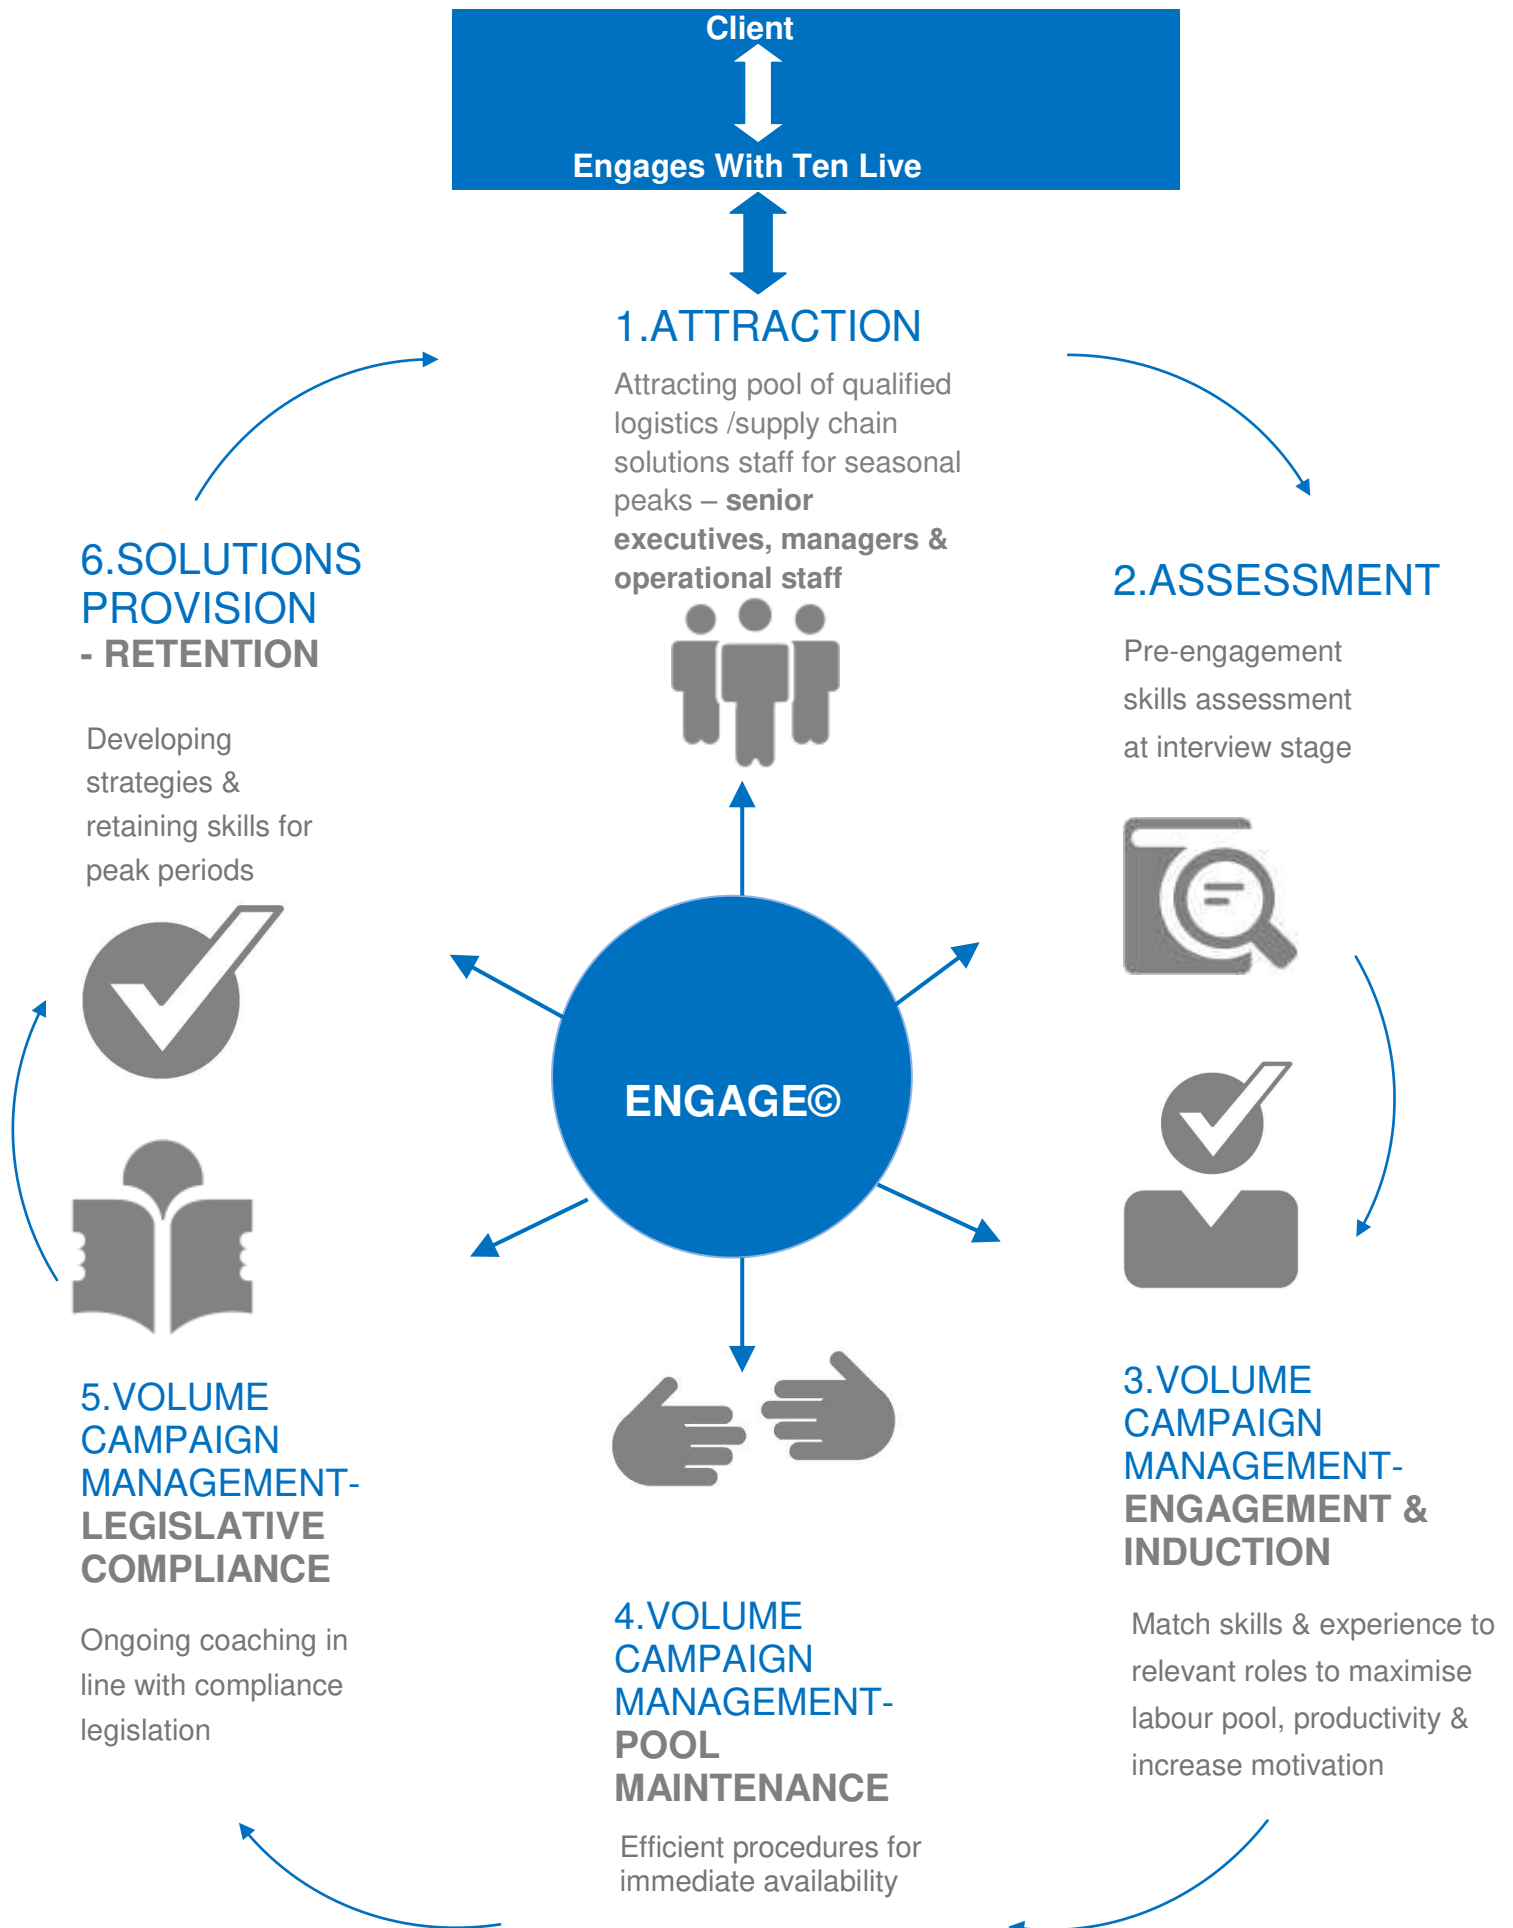 Client
Engages With Ten Live
1.ATTRACTION
Attracting pool of qualified
logistics /supply chain
solutions staff for seasonal
peaks – senior
executives, managers &
operational staff
2.ASSESSMENT
Pre-engagement
skills assessment
at interview stage
3.VOLUME
CAMPAIGN
MANAGEMENT-
ENGAGEMENT &
INDUCTION
Match skills & experience to
relevant roles to maximise
labour pool, productivity &
increase motivation
4.VOLUME
CAMPAIGN
MANAGEMENT-
POOL
MAINTENANCE
Efficient procedures for
immediate availability
5.VOLUME
CAMPAIGN
MANAGEMENT-
LEGISLATIVE
COMPLIANCE
Ongoing coaching in
line with compliance
legislation
6.SOLUTIONS
PROVISION
- RETENTION
Developing
strategies &
retaining skills for
peak periods
ENGAGE©